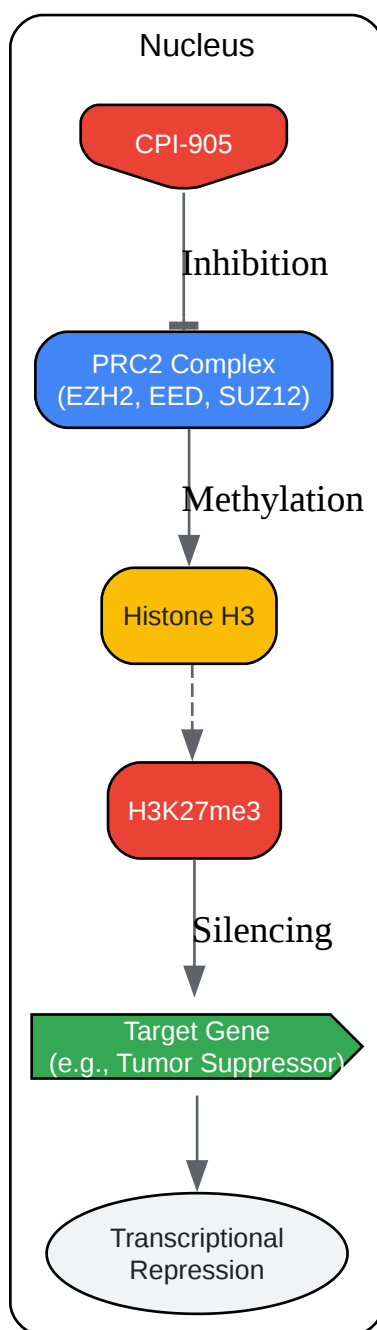 Nucleus
CPI-905
Inhibition
PRC2 Complex
(EZH2, EED, SUZ12)
Methylation
Histone H3
H3K27me3
Silencing
Target Gene
(e.g., Tumor Suppressor)
Transcriptional
Repression